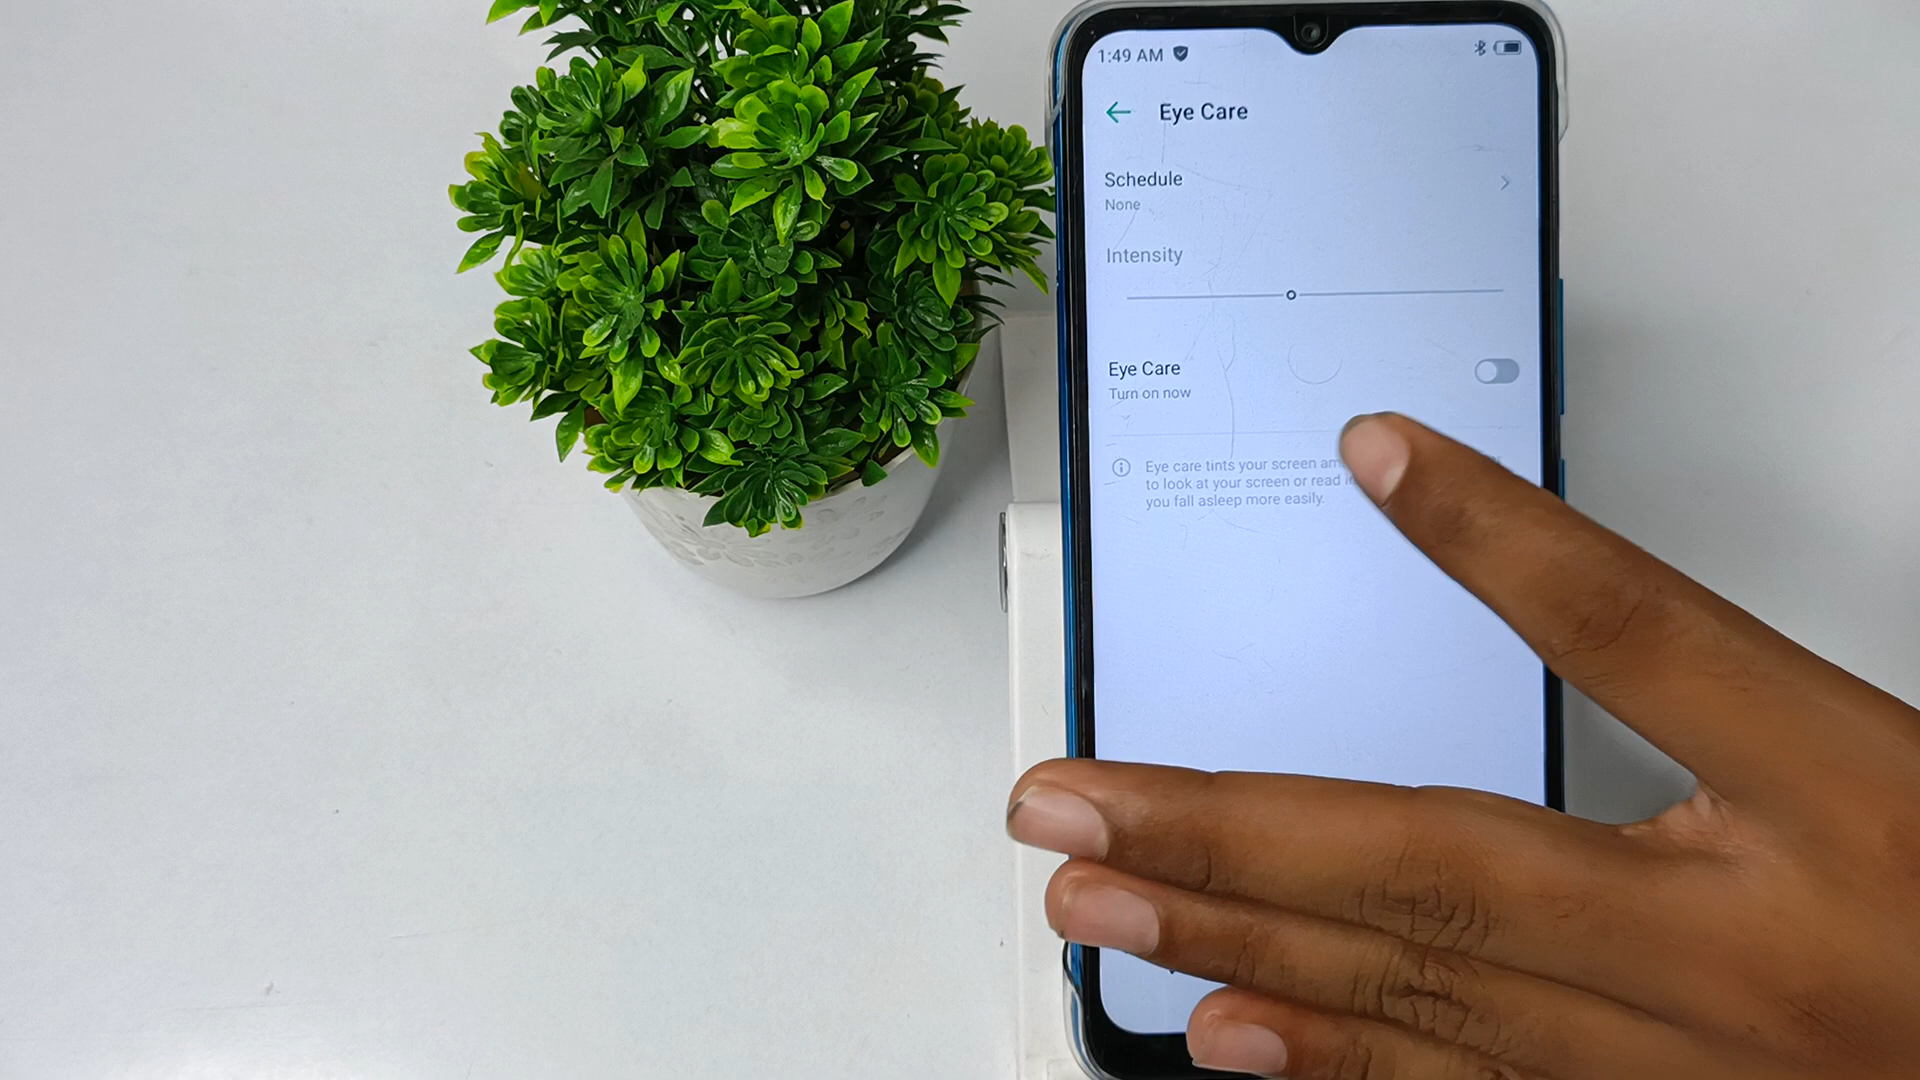 1:49 AM
Eye Care
Schedule
None
Intensity
Eye Care
Turn on now
Eye care tints your screen
to look at your screen or read
you fall asleep more easily.